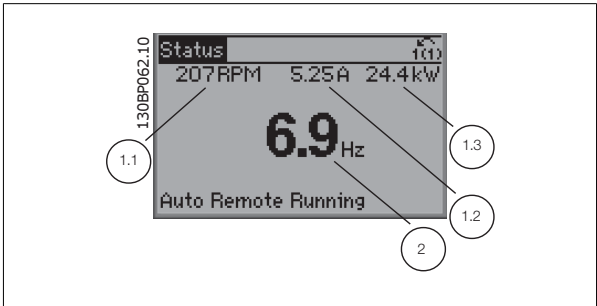 130BP062.10
Status
1(1)
207RPM 5.25A 24.4kW
6.9Hz
Auto Remote Running
1.1
1.3
1.2
2